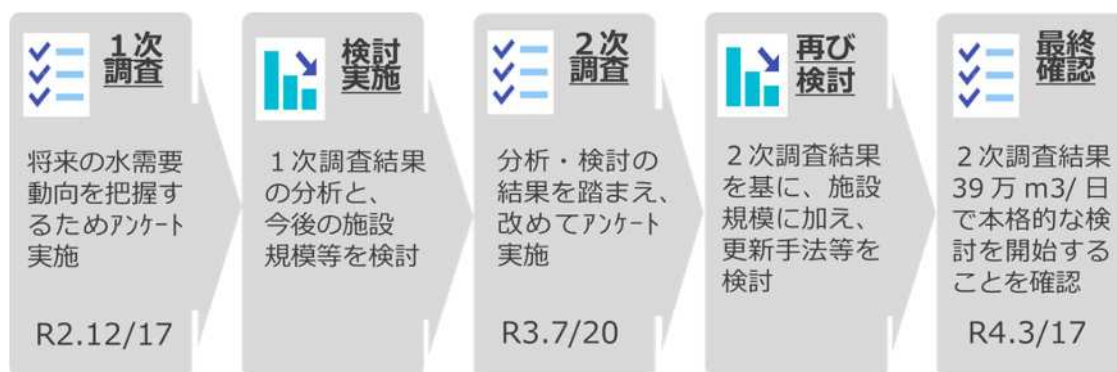 1次
調査
将来の水需要
動向を把握す
るためｱﾝｹｰﾄ
実施
R2.12/17
検討
実施
１次調査結果
の分析と、
今後の施設
規模等を検討
2次
調査
分析・検討の
結果を踏まえ、
改めてｱﾝｹｰﾄ
実施
R3.7/20
再び
検討
２次調査結果
を基に、施設
規模に加え、
更新手法等を
検討
最終
確認
２次調査結果
39 万 m3/ 日
で本格的な検
討を開始する
ことを確認
R4.3/17